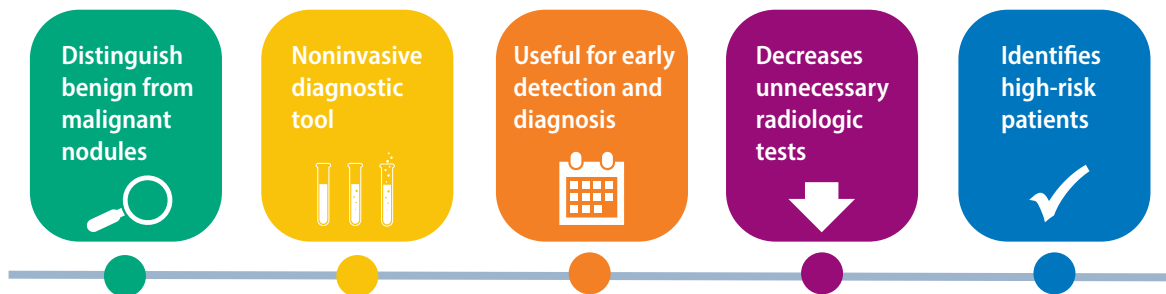 Distinguish
benign from
malignant
nodules
Noninvasive
diagnostic
tool
Useful for early
detection and
diagnosis
Decreases
unnecessary
radiologic
tests
Identifies
high-risk
patients